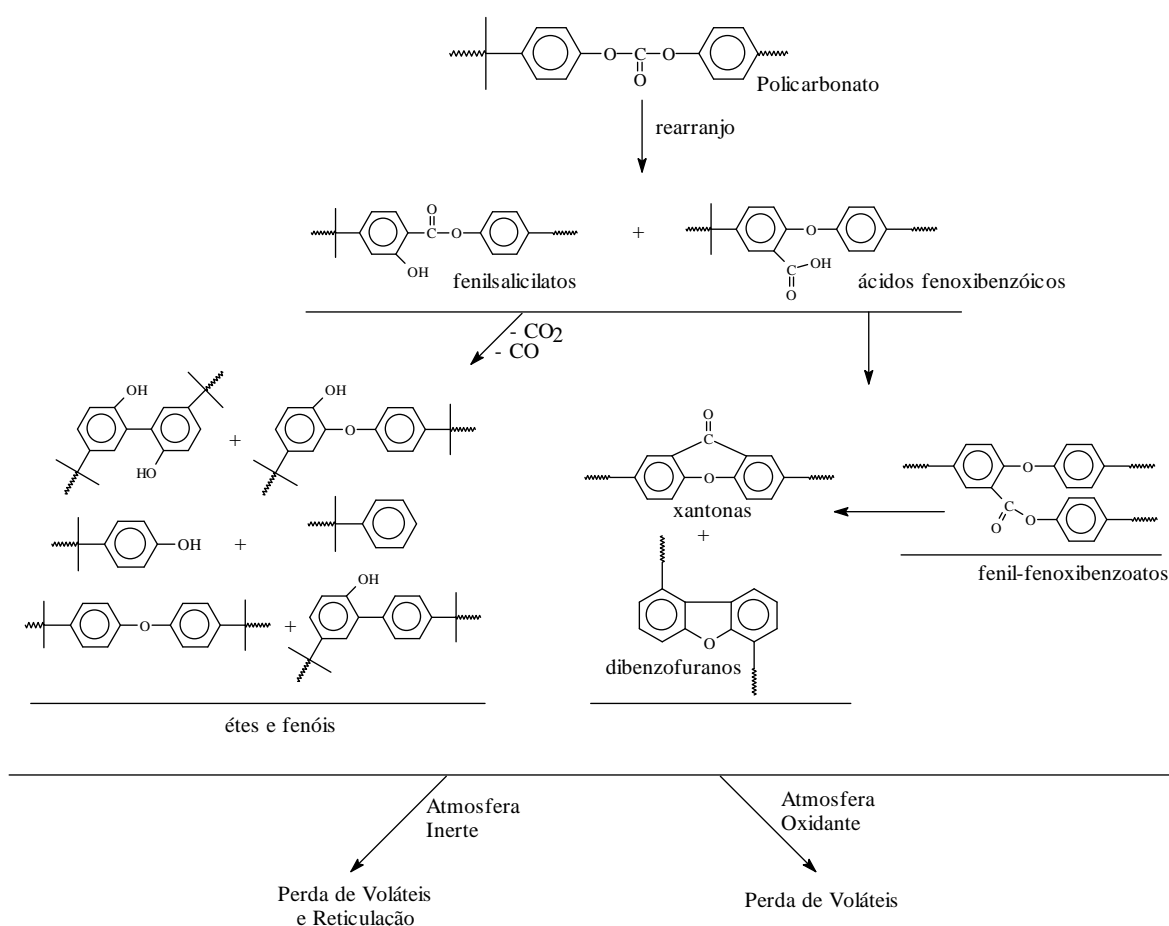 O C O
O
Policarbonato
rearranjo
O
C O
OH
fenilsalicilatos
+
O
C OH
O
ácidos fenoxibenzóicos
- CO2
- CO
OH
HO
+
OH
O
OH
+
O
+
OH
étes e fenóis
O
O
xantonas
+
O
dibenzofuranos
O
C
O O
fenil-fenoxibenzoatos
Atmosfera
Inerte
Atmosfera
Oxidante
Perda de Voláteis
e Reticulação
Perda de Voláteis